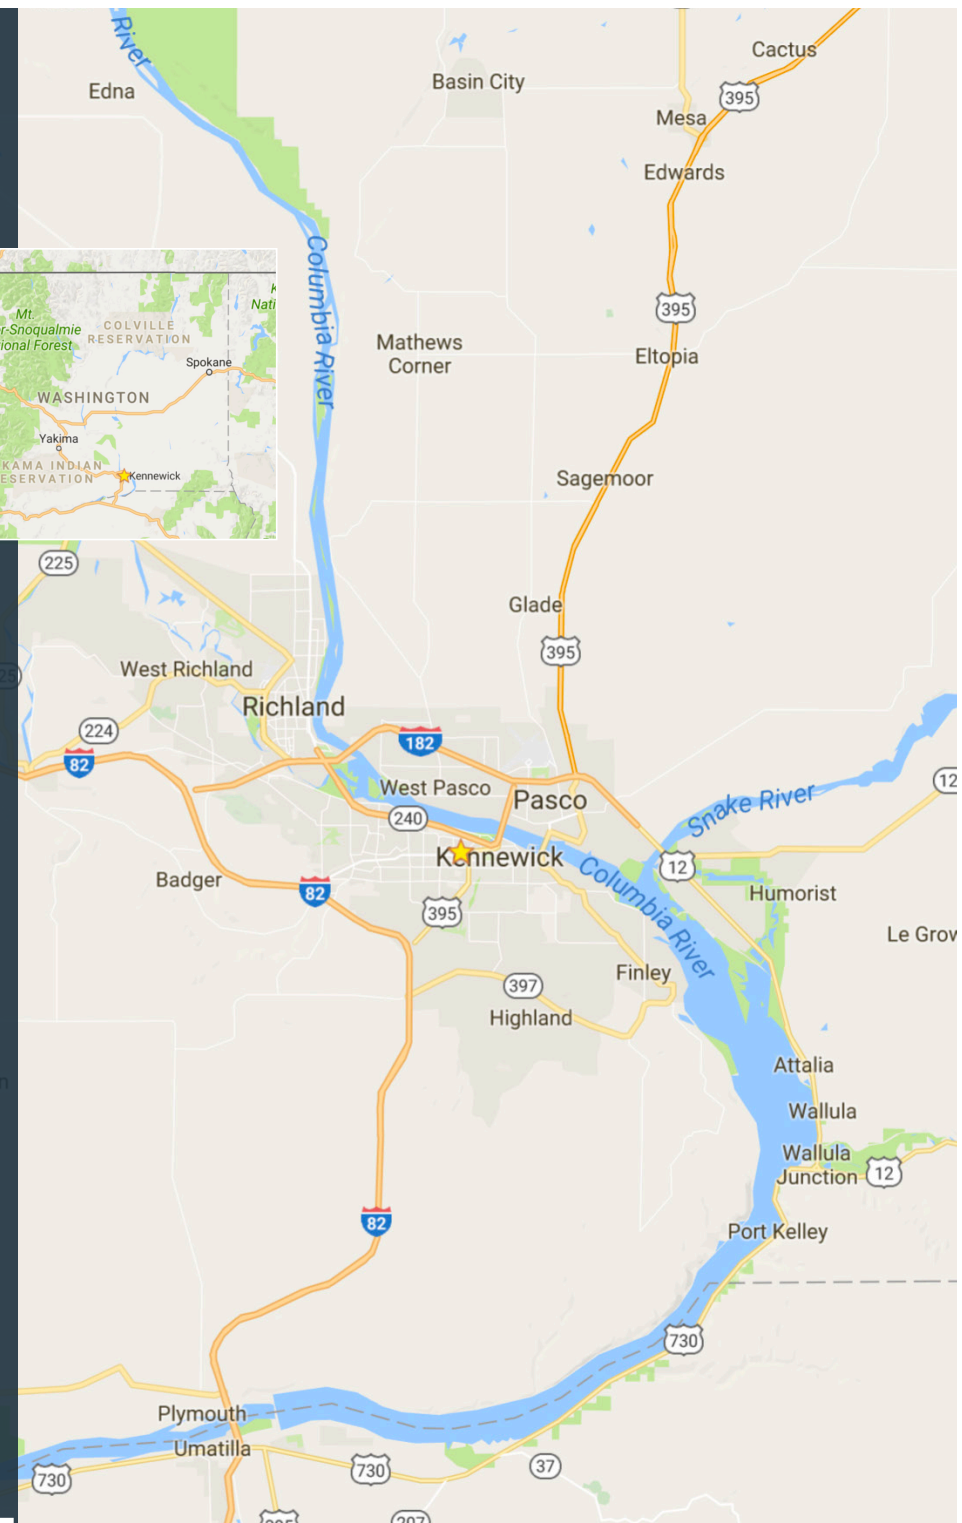 River
Cactus
Basin City
Edna
395
Mesa
Edwards
Columbia River
395
Mathews
Corner
Eltopia
Mt.
r-Snoqualmie
ional Forest
COLVILLE
RESERVATION
Nati
Spokane
WASHINGTON
Yakima
KAMA INDIAN
ESERVATION
Kennewick
Sagemoor
225
Glade
395
West Richland
Richland
224
82
182
West Pasco
Pasco
Snake River
12
240
Kennewick
Columbia River
12
Badger
82
Humorist
395
Le Grow
Finley
397
Highland
Attalia
Wallula
Wallula
Junction
12
82
Port Kelley
730
Plymouth
Umatilla
730
730
37